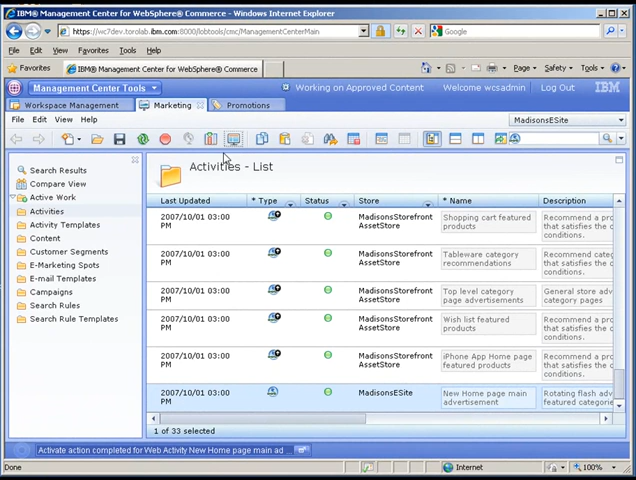 IBM® Management Center for WebSphere® Commerce - Windows Internet Explorer
https://wc7dev.torolab.ibm.com:8000/lobtools/cmc/ManagementCenterMain
Google
File Edit View Favorites Tools Help
Favorites
IBM® Management Center for WebSphere® Commerce
Page Safety Tools
Management Center Tools
Working on Approved Content
Welcome wcsadmin
Log Out
IBM
Workspace Management
Marketing
Promotions
File Edit View Help
MadisonsESite
Search Results
Compare View
Active Work
Activities
Activity Templates
Content
Customer Segments
E-Marketing Spots
E-mail Templates
Campaigns
Search Rules
Search Rule Templates
Activities - List
Last Updated * Type Status Store * Name Description
2007/10/01 03:00
PM
MadisonsStorefront
AssetStore
Shopping cart featured
products
Recommend a pro
that satisfies the d
conditions.
2007/10/01 03:00
PM
MadisonsStorefront
AssetStore
Tableware category
recommendations
Recommend categ
that satisfies the d
conditions.
2007/10/01 03:00
PM
MadisonsStorefront
AssetStore
Top level category
page advertisements
General store adv
category pages
2007/10/01 03:00
PM
MadisonsStorefront
AssetStore
Wish list featured
products
Recommend a pro
that satisfies the d
conditions.
2007/10/01 03:00
PM
MadisonsStorefront
AssetStore
iPhone App Home page
featured products
Recommend a pro
that satisfies the d
conditions.
2007/10/01 03:00
PM
MadisonsESite
New Home page main
advertisement
Rotating flash adv
featured categorie
1 of 33 selected
Activate action completed for Web Activity New Home page main ad ...
Done
Internet
100%